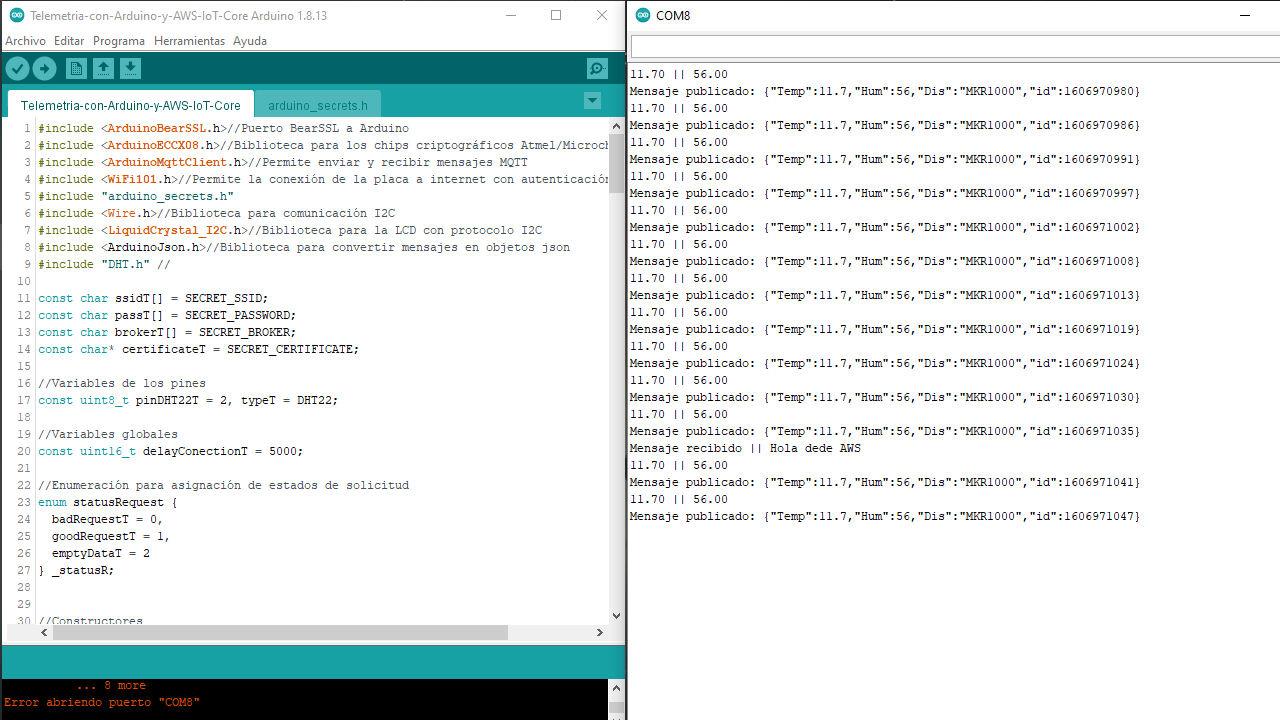 Telemetria-con-Arduino-y-AWS-IoT-Core Arduino 1.8.13
Archivo Editar Programa Herramientas Ayuda
Telemetria-con-Arduino-y-AWS-IoT-Core arduino_secrets.h
1 #include <ArduinoBearSSL.h>//Puerto BearSSL a Arduino
2 #include <ArduinoECCX08.h>//Biblioteca para los chips criptográficos Atmel/Microch
3 #include <ArduinoMqttClient.h>//Permite enviar y recibir mensajes MQTT
4 #include <WiFi101.h>//Permite la conexión de la placa a internet con autenticación
5 #include "arduino_secrets.h"
6 #include <Wire.h>//Biblioteca para comunicación I2C
7 #include <LiquidCrystal_I2C.h>//Biblioteca para la LCD con protocolo I2C
8 #include <ArduinoJson.h>//Biblioteca para convertir mensajes en objetos json
9 #include "DHT.h" //
10
11 const char ssidT[] = SECRET_SSID;
12 const char passT[] = SECRET_PASSWORD;
13 const char brokerT[] = SECRET_BROKER;
14 const char* certificateT = SECRET_CERTIFICATE;
15
16 //Variables de los pines
17 const uint8_t pinDHT22T = 2, typeT = DHT22;
18
19 //Variables globales
20 const uint16_t delayConectionT = 5000;
21
22 //Enumeración para asignación de estados de solicitud
23 enum statusRequest {
24 badRequestT = 0,
25 goodRequestT = 1,
26 emptyDataT = 2
27 } _statusR;
28
29
30 //Constructores
... 8 more
Error abriendo puerto "COM8"
COM8
11.70 || 56.00
Mensaje publicado: {"Temp":11.7,"Hum":56,"Dis":"MKR1000","id":1606970980}
11.70 || 56.00
Mensaje publicado: {"Temp":11.7,"Hum":56,"Dis":"MKR1000","id":1606970986}
11.70 || 56.00
Mensaje publicado: {"Temp":11.7,"Hum":56,"Dis":"MKR1000","id":1606970991}
11.70 || 56.00
Mensaje publicado: {"Temp":11.7,"Hum":56,"Dis":"MKR1000","id":1606970997}
11.70 || 56.00
Mensaje publicado: {"Temp":11.7,"Hum":56,"Dis":"MKR1000","id":1606971002}
11.70 || 56.00
Mensaje publicado: {"Temp":11.7,"Hum":56,"Dis":"MKR1000","id":1606971008}
11.70 || 56.00
Mensaje publicado: {"Temp":11.7,"Hum":56,"Dis":"MKR1000","id":1606971013}
11.70 || 56.00
Mensaje publicado: {"Temp":11.7,"Hum":56,"Dis":"MKR1000","id":1606971019}
11.70 || 56.00
Mensaje publicado: {"Temp":11.7,"Hum":56,"Dis":"MKR1000","id":1606971024}
11.70 || 56.00
Mensaje publicado: {"Temp":11.7,"Hum":56,"Dis":"MKR1000","id":1606971030}
11.70 || 56.00
Mensaje publicado: {"Temp":11.7,"Hum":56,"Dis":"MKR1000","id":1606971035}
Mensaje recibido || Hola dede AWS
11.70 || 56.00
Mensaje publicado: {"Temp":11.7,"Hum":56,"Dis":"MKR1000","id":1606971041}
11.70 || 56.00
Mensaje publicado: {"Temp":11.7,"Hum":56,"Dis":"MKR1000","id":1606971047}